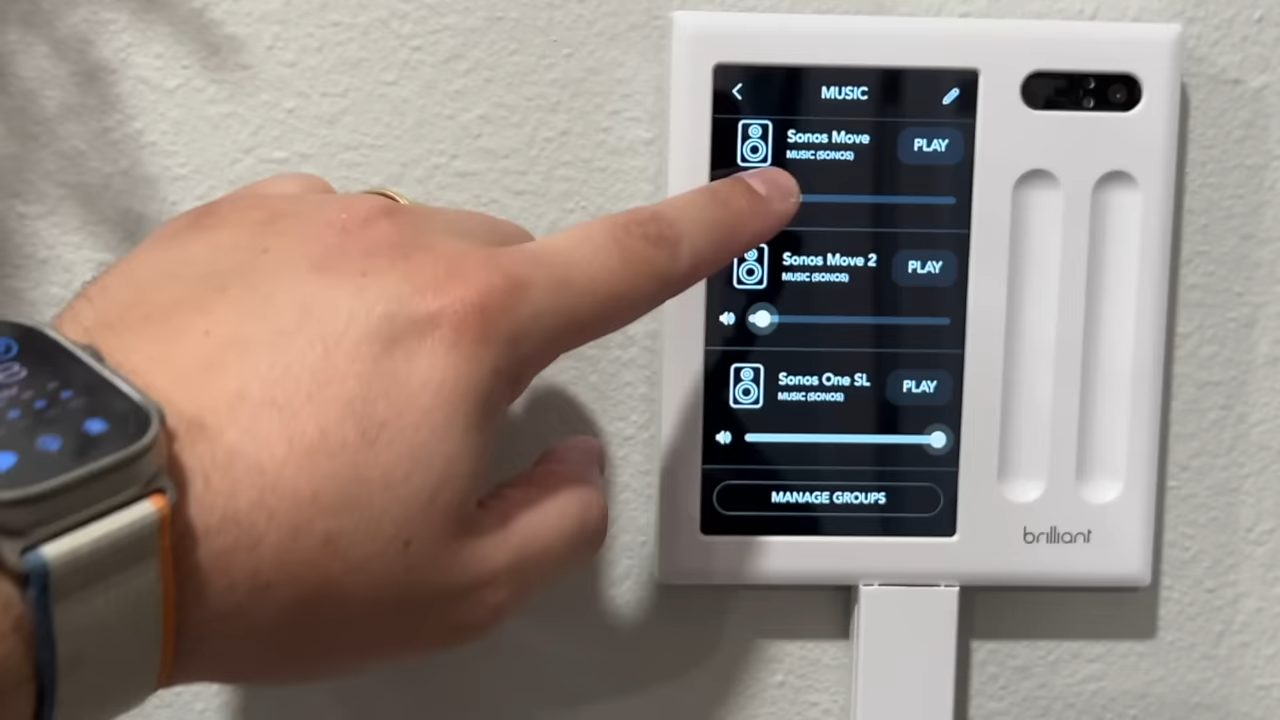 MUSIC
Sonos Move
MUSIC (SONOS)
PLAY
Sonos Move 2
MUSIC (SONOS)
PLAY
Sonos One SL
MUSIC (SONOS)
PLAY
MANAGE GROUPS
brilliant